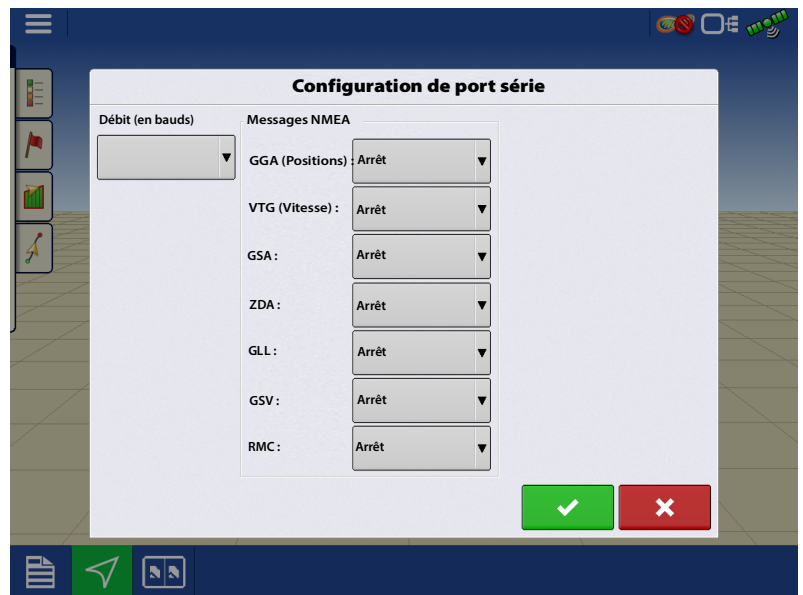 Configuration de port série
Débit (en bauds)
Messages NMEA
GGA (Positions) : Arrêt
VTG (Vitesse) : Arrêt
GSA : Arrêt
ZDA : Arrêt
GLL : Arrêt
GSV : Arrêt
RMC : Arrêt